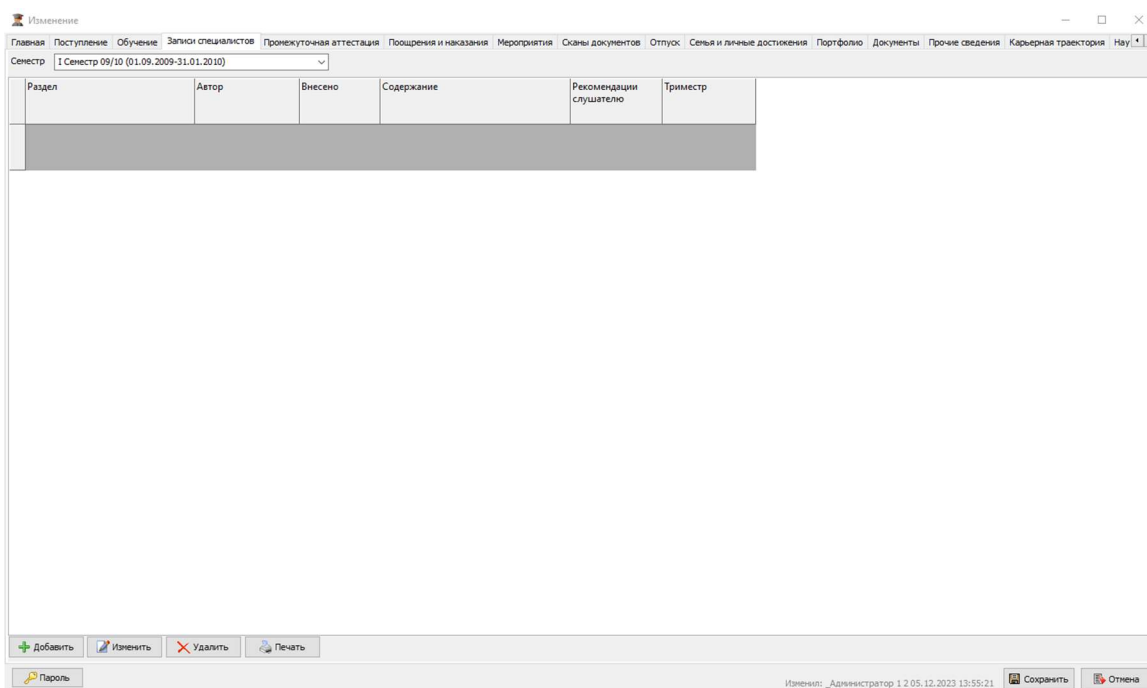 Изменение
Главная Поступление Обучение Записи специалистов Промежуточная аттестация Поощрения и наказания Мероприятия Сканы документов Отпуск Семья и личные достижения Портфолио Документы Прочие сведения Карьерная траектория Нау
Семестр I Семестр 09/10 (01.09.2009-31.01.2010)
Раздел Автор Внесено Содержание Рекомендации слушателю Триместр
Добавить Изменить Удалить Печать
Пароль Изменил: _Администратор 1 2 05.12.2023 13:55:21 Сохранить Отмена